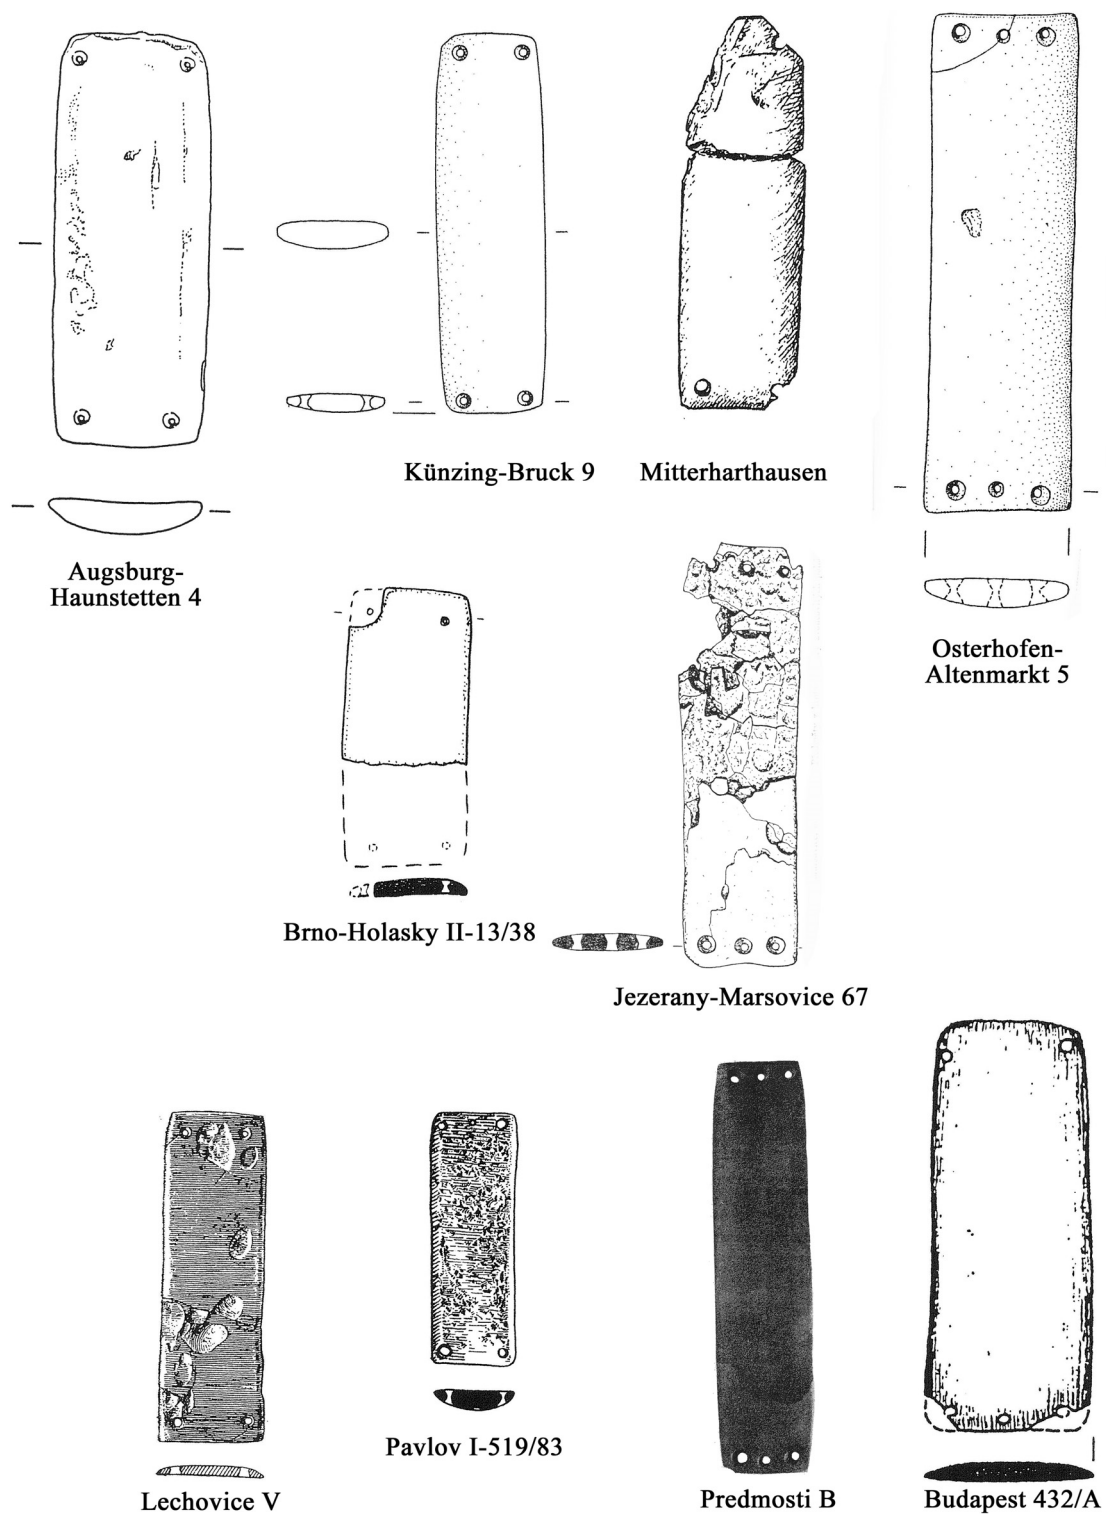 Künzing-Bruck 9
Mitterharthausen
Augsburg-
Haunstetten 4
Osterhofen-
Altenmarkt 5
Brno-Holasky II-13/38
Jezerany-Marsovice 67
Pavlov I-519/83
Lechovice V
Predmosti B
Budapest 432/A